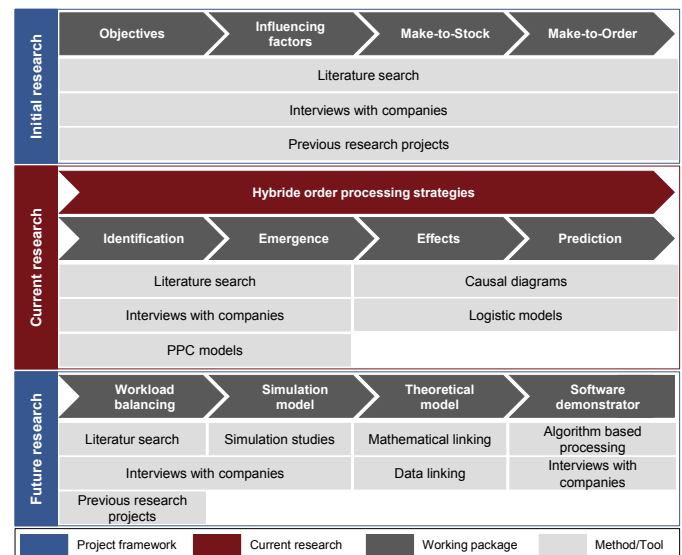 Initial research
Objectives
Influencing
factors
Make-to-Stock
Make-to-Order
Literature search
Interviews with companies
Previous research projects
Current research
Hybride order processing strategies
Identification
Emergence
Effects
Prediction
Literature search
Causal diagrams
Interviews with companies
Logistic models
PPC models
Future research
Workload
balancing
Simulation
model
Theoretical
model
Software
demonstrator
Literatur search
Simulation studies
Mathematical linking
Algorithm based
processing
Interviews with companies
Data linking
Interviews with
companies
Previous research
projects
Project framework
Current research
Working package
Method/Tool